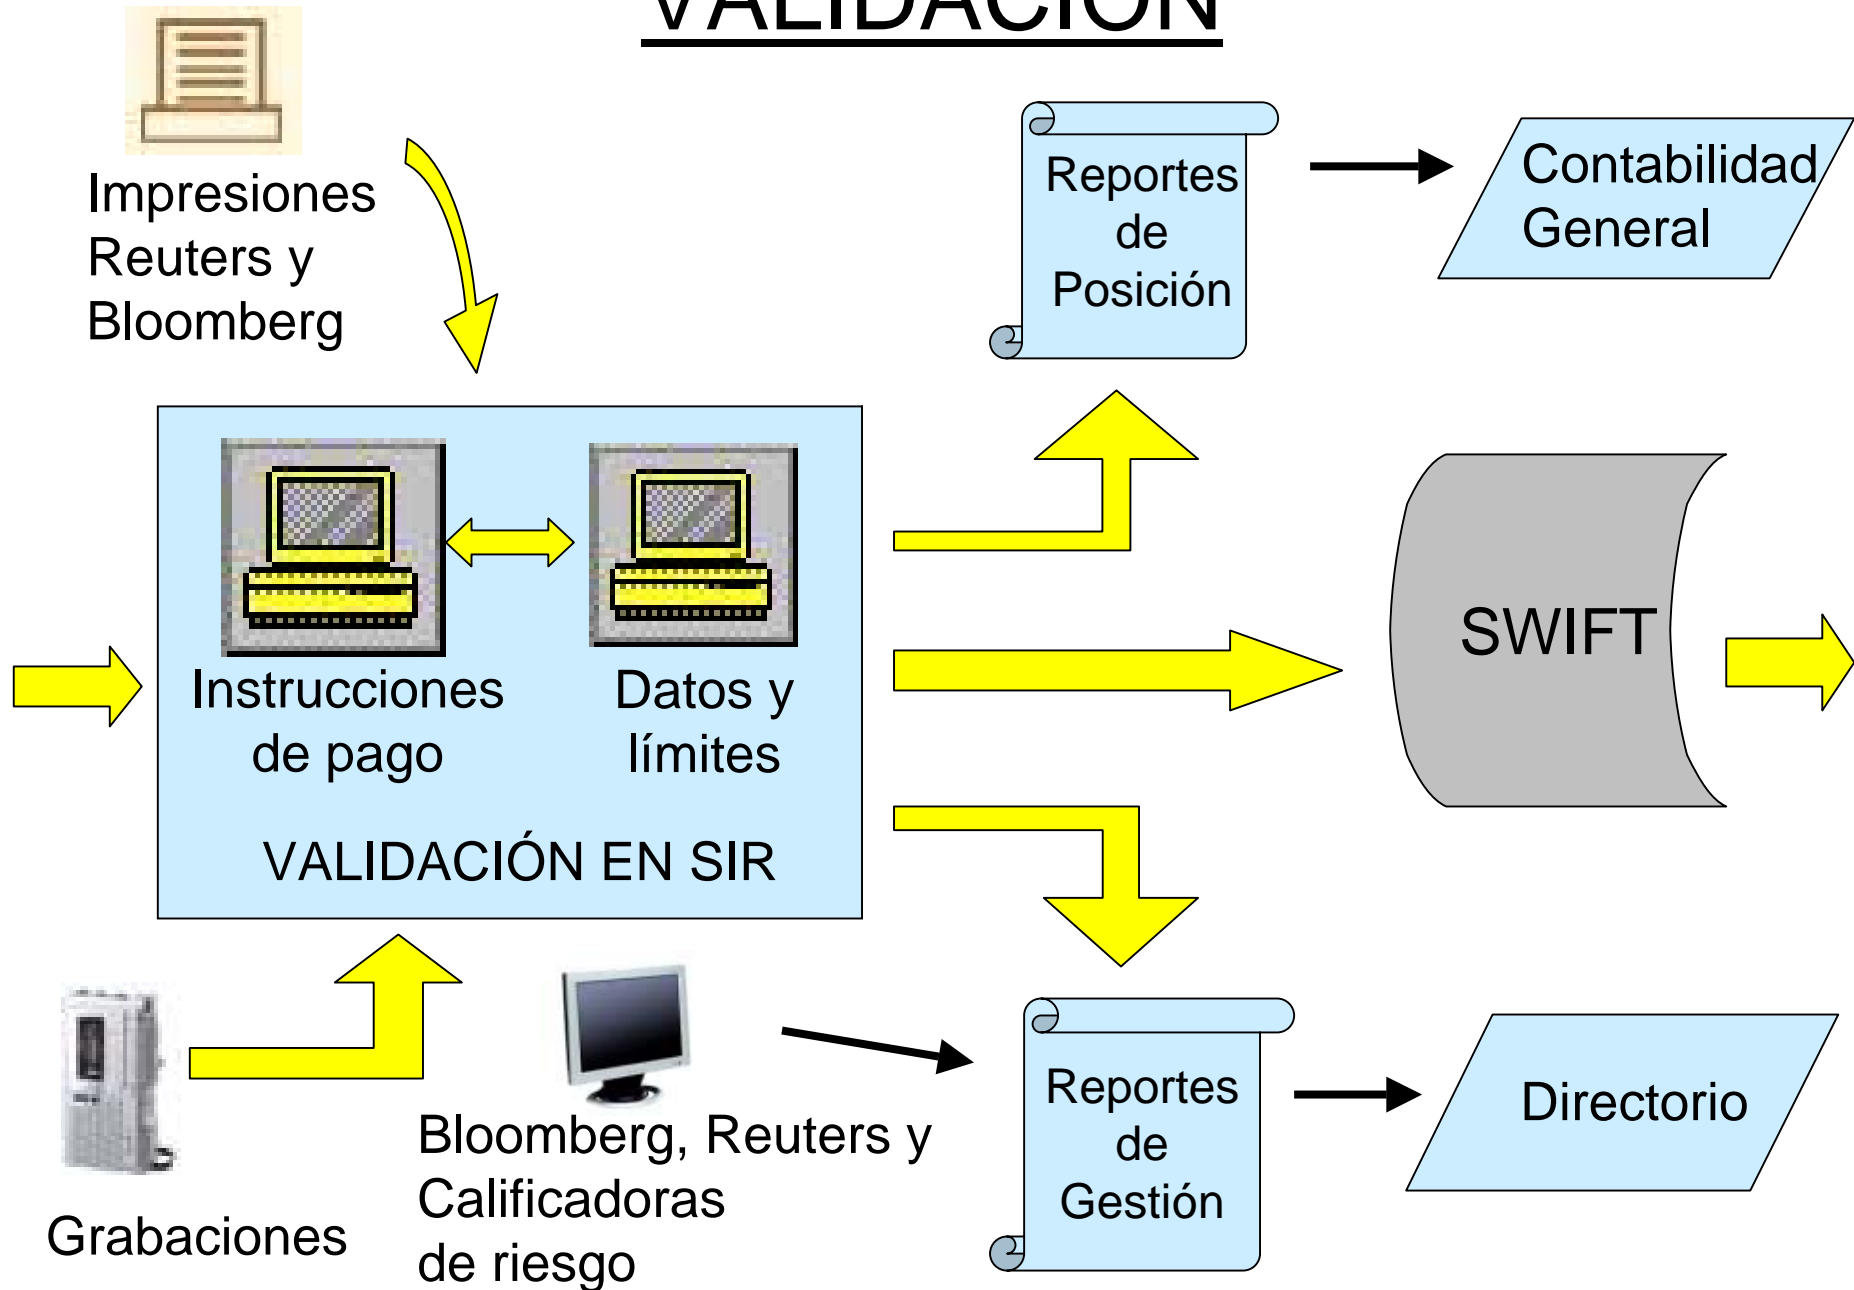 VALIDACIÓN
Impresiones
Reuters y
Bloomberg
Reportes
de
Posición
Contabilidad
General
Instrucciones
de pago
Datos y
límites
VALIDACIÓN EN SIR
SWIFT
Grabaciones
Bloomberg, Reuters y
Calificadoras
de riesgo
Reportes
de
Gestión
Directorio